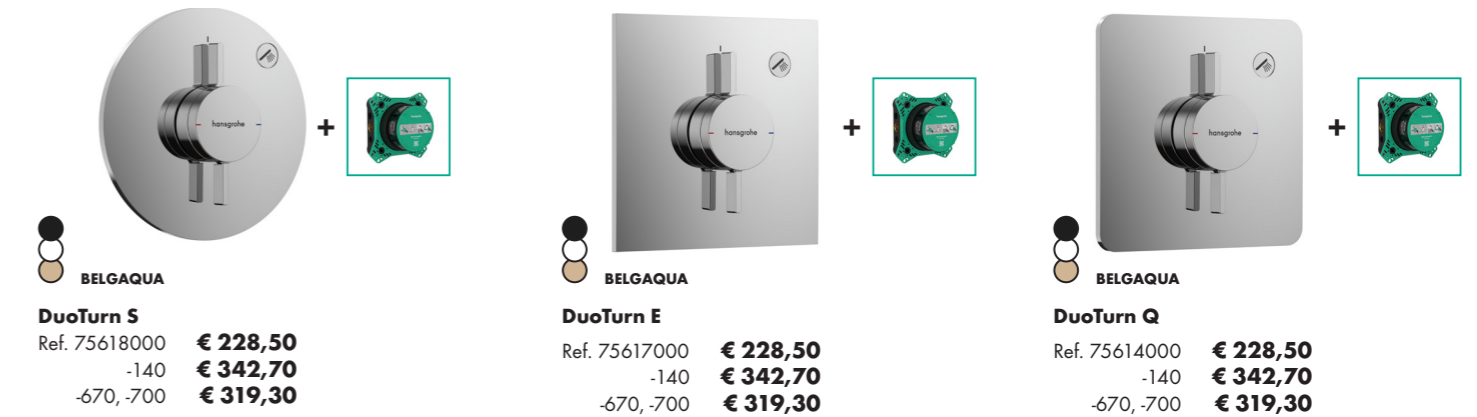 hansgrohe
+
BELGAQUA
DuoTurn S
Ref. 75618000 € 228,50
-140 € 342,70
-670, -700 € 319,30
hansgrohe
+
BELGAQUA
DuoTurn E
Ref. 75617000 € 228,50
-140 € 342,70
-670, -700 € 319,30
hansgrohe
+
BELGAQUA
DuoTurn Q
Ref. 75614000 € 228,50
-140 € 342,70
-670, -700 € 319,30